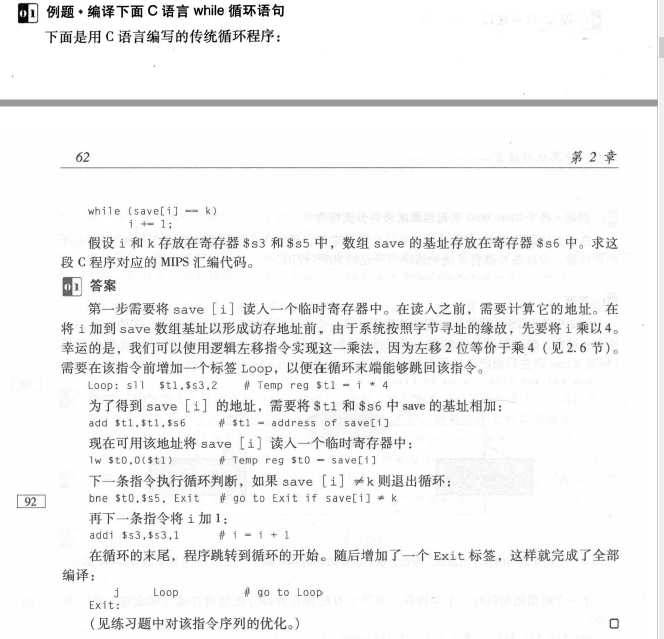 01 例题·编译下面 C 语言 while 循环语句
下面是用 C 语言编写的传统循环程序：
62 第 2 章
while (save[i] == k)
i += 1;
假设 i 和 k 存放在寄存器 $s3 和 $s5 中，数组 save 的基址存放在寄存器 $s6 中。求这
段 C 程序对应的 MIPS 汇编代码。
01 答案
第一步需要将 save [i] 读入一个临时寄存器中。在读入之前，需要计算它的地址。在
将 i 加到 save 数组基址以形成访存地址前，由于系统按照字节寻址的缘故，先要将 i 乘以 4。
幸运的是，我们可以使用逻辑左移指令实现这一乘法，因为左移 2 位等价于乘 4（见 2.6 节）。
需要在该指令前增加一个标签 Loop，以便在循环末端能够跳回该指令。
Loop: sll $t1,$s3,2 # Temp reg $t1 = i * 4
为了得到 save [i] 的地址，需要将 $t1 和 $s6 中 save 的基址相加：
add $t1,$t1,$s6 # $t1 = address of save[i]
现在可用该地址将 save [i] 读入一个临时寄存器中：
lw $t0,0($t1) # Temp reg $t0 = save[i]
下一条指令执行循环判断，如果 save [i] ≠k 则退出循环：
92 bne $t0,$s5, Exit # go to Exit if save[i] ≠ k
再下一条指令将 i 加 1：
addi $s3,$s3,1 # i = i + 1
在循环的末尾，程序跳转到循环的开始。随后增加了一个 Exit 标签，这样就完成了全部
编译：
j Loop # go to Loop
Exit:
（见练习题中对该指令序列的优化。） □